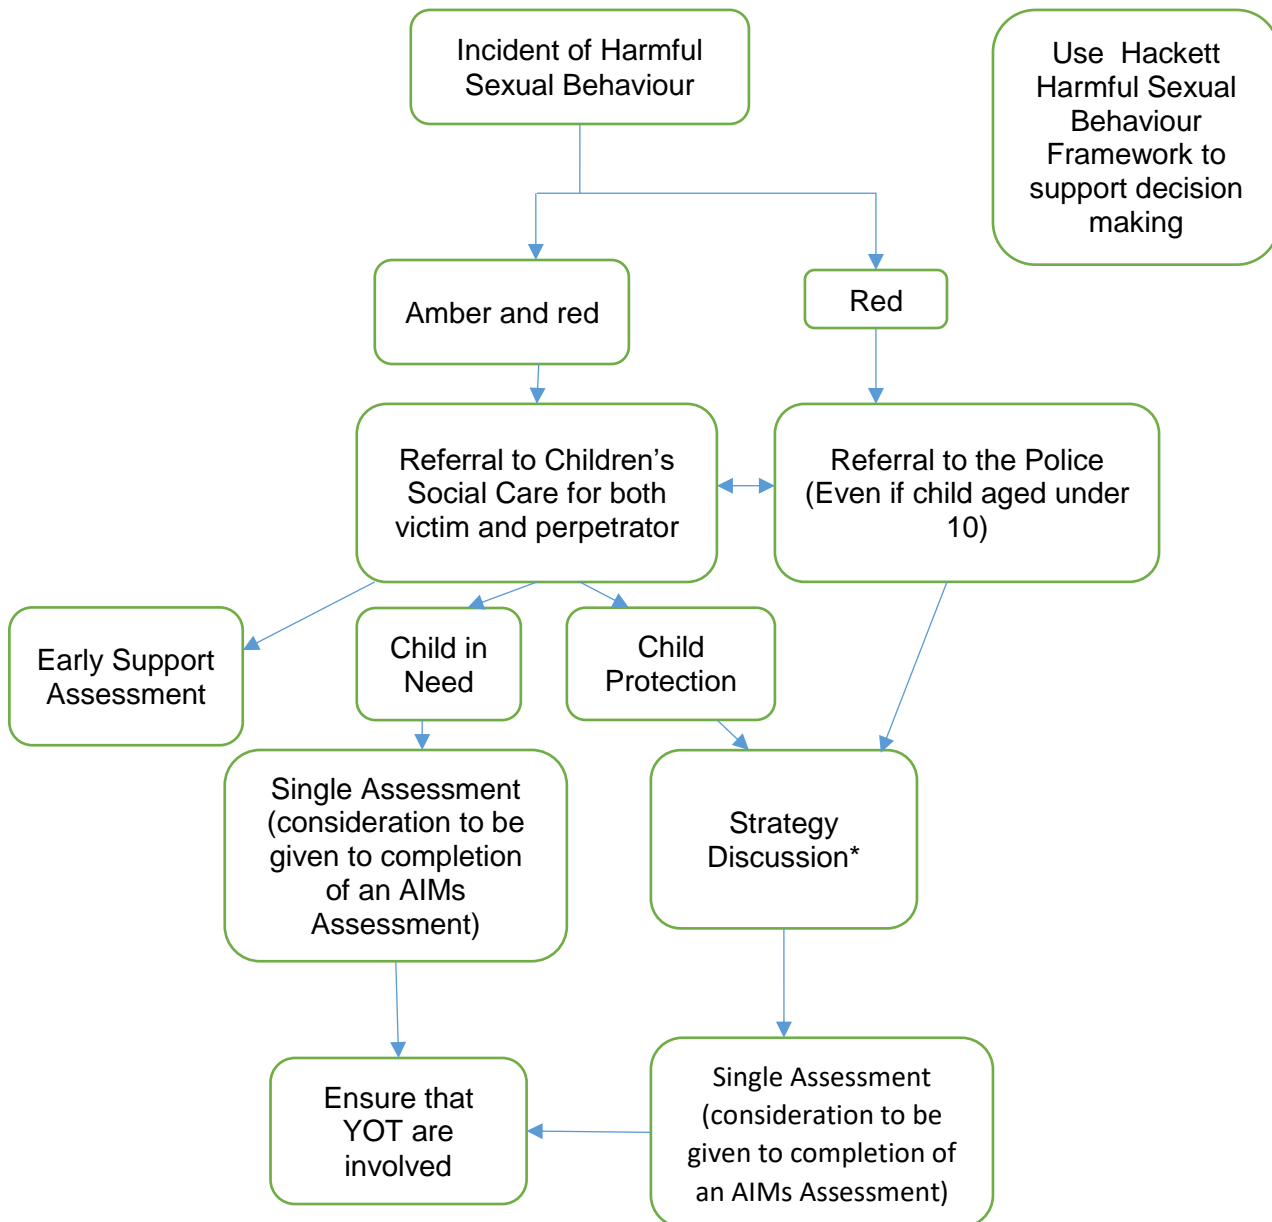 Incident of Harmful
Sexual Behaviour
Use Hackett
Harmful Sexual
Behaviour
Framework to
support decision
making
Amber and red
Red
Referral to Children’s
Social Care for both
victim and perpetrator
Referral to the Police
(Even if child aged under
10)
Early Support
Assessment
Child in
Need
Child
Protection
Single Assessment
(consideration to be
given to completion
of an AIMs
Assessment)
Strategy
Discussion*
Ensure that
YOT are
involved
Single Assessment
(consideration to be
given to completion of
an AIMs Assessment)